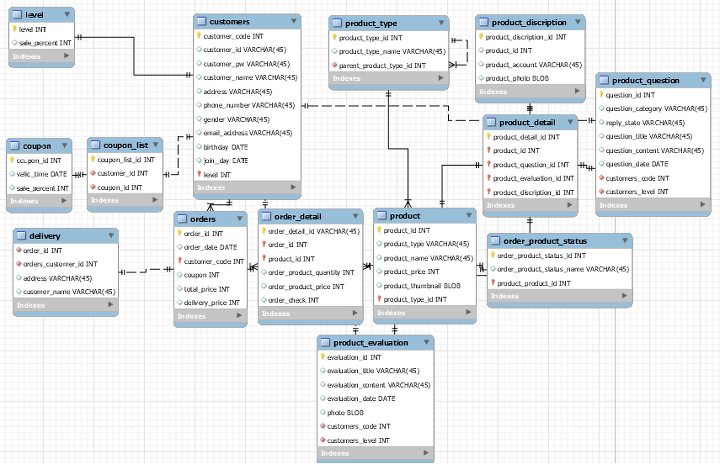 level
level INT
sale_percent INT
Indexes
customers
customer_code INT
customer_id VARCHAR(45)
customer_pw VARCHAR(45)
customer_name VARCHAR(45)
address VARCHAR(45)
phone_number VARCHAR(45)
gender VARCHAR(45)
email_address VARCHAR(45)
birthday DATE
join_day DATE
level INT
Indexes
product_type
product_type_id INT
product_type_name VARCHAR(45)
parent_product_type_id INT
Indexes
product_discription
product_discription_id INT
product_id INT
product_account VARCHAR(45)
product_photo BLOB
Indexes
product_question
question_id INT
question_category VARCHAR(45)
reply_state VARCHAR(45)
question_title VARCHAR(45)
question_content VARCHAR(45)
question_date DATE
customers_code INT
customers_level INT
Indexes
product_detail
product_detail_id INT
product_id INT
product_question_id INT
product_evaluation_id INT
product_discription_id INT
Indexes
coupon
coupon_id INT
valic_time DATE
sale_percent INT
Indexes
coupon_list
coupon_list_id INT
customer_id INT
coupon_id INT
Indexes
delivery
order_id INT
orders_customer_id INT
address VARCHAR(45)
cusomer_name VARCHAR(45)
Indexes
orders
order_id INT
order_date DATE
customer_code INT
coupon INT
total_price INT
delivery_price INT
Indexes
order_detail
order_detail_id VARCHAR(45)
order_id INT
product_id INT
order_product_quantity INT
order_product_price INT
order_check INT
Indexes
product
product_id INT
product_type VARCHAR(45)
product_name VARCHAR(45)
product_price INT
product_thumbnail BLOB
product_type_id INT
Indexes
order_product_status
order_product_status_id INT
order_product_status_name VARCHAR(45)
product_product_id INT
Indexes
product_evaluation
evaluation_id INT
evaluation_title VARCHAR(45)
evaluation_content VARCHAR(45)
evaluation_date DATE
photo BLOB
customers_code INT
customers_level INT
Indexes